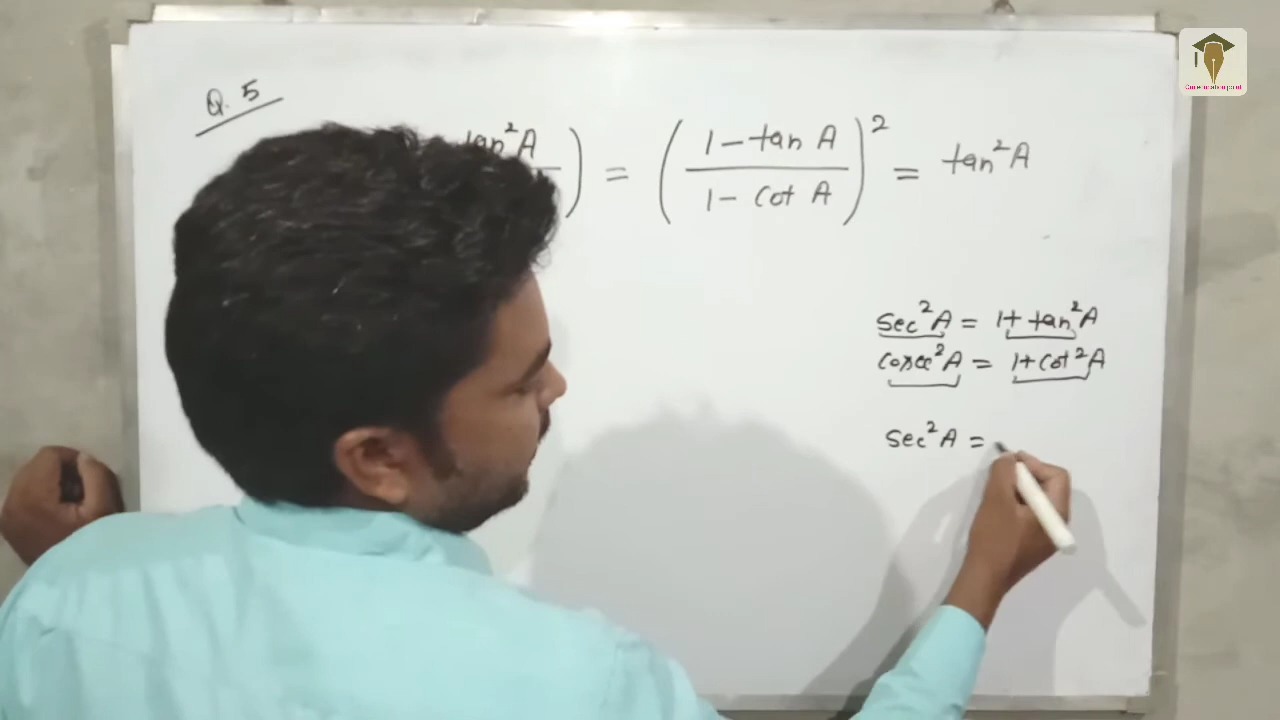 Q. 5
tan²A ) = ( 1 - tan A / 1 - cot A )² = tan²A
sec²A = 1 + tan²A
cosec²A = 1 + cot²A
sec²A =